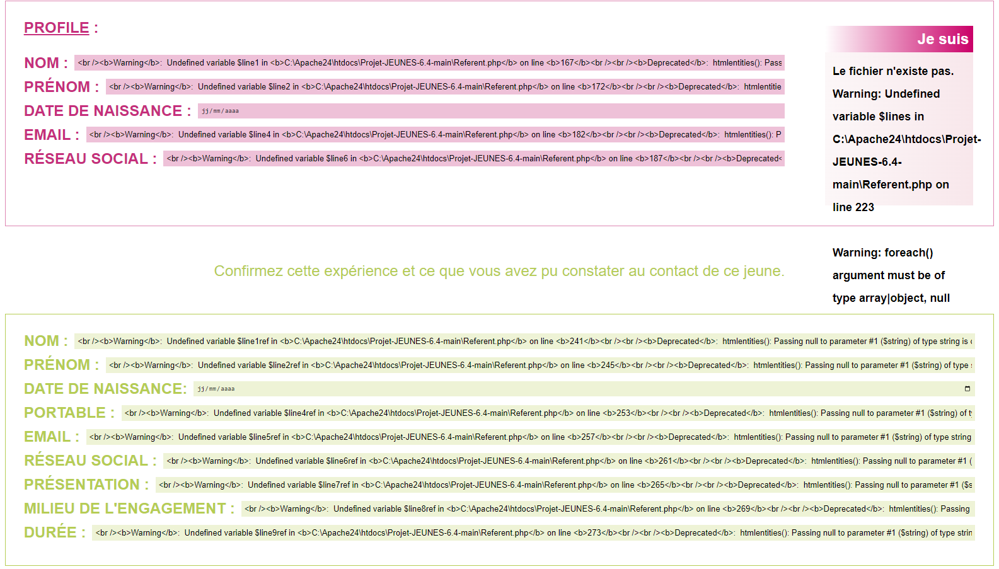 PROFILE :
NOM : <br /><b>Warning</b>:  Undefined variable $line1 in <b>C:\Apache24\htdocs\Projet-JEUNES-6.4-main\Referent.php</b> on line <b>167</b><br /><br /><b>Deprecated</b>:  htmlentities(): Pass
PRÉNOM : <br /><b>Warning</b>:  Undefined variable $line2 in <b>C:\Apache24\htdocs\Projet-JEUNES-6.4-main\Referent.php</b> on line <b>172</b><br /><br /><b>Deprecated</b>:  htmlentitie
DATE DE NAISSANCE : jj/mm/aaaa
EMAIL : <br /><b>Warning</b>:  Undefined variable $line4 in <b>C:\Apache24\htdocs\Projet-JEUNES-6.4-main\Referent.php</b> on line <b>182</b><br /><br /><b>Deprecated</b>:  htmlentities(): P
RÉSEAU SOCIAL : <br /><b>Warning</b>:  Undefined variable $line6 in <b>C:\Apache24\htdocs\Projet-JEUNES-6.4-main\Referent.php</b> on line <b>187</b><br /><br /><b>Deprecated<
Je suis
Le fichier n'existe pas.
Warning: Undefined
variable $lines in
C:\Apache24\htdocs\Projet-
JEUNES-6.4-
main\Referent.php on
line 223
Warning: foreach()
argument must be of
type array|object, null
Confirmez cette expérience et ce que vous avez pu constater au contact de ce jeune.
NOM : <br /><b>Warning</b>:  Undefined variable $line1ref in <b>C:\Apache24\htdocs\Projet-JEUNES-6.4-main\Referent.php</b> on line <b>241</b><br /><br /><b>Deprecated</b>:  htmlentities(): Passing null to parameter #1 ($string) of type string is
PRÉNOM : <br /><b>Warning</b>:  Undefined variable $line2ref in <b>C:\Apache24\htdocs\Projet-JEUNES-6.4-main\Referent.php</b> on line <b>245</b><br /><br /><b>Deprecated</b>:  htmlentities(): Passing null to parameter #1 ($string) of type
DATE DE NAISSANCE: jj/mm/aaaa
PORTABLE : <br /><b>Warning</b>:  Undefined variable $line4ref in <b>C:\Apache24\htdocs\Projet-JEUNES-6.4-main\Referent.php</b> on line <b>253</b><br /><br /><b>Deprecated</b>:  htmlentities(): Passing null to parameter #1 ($string) of t
EMAIL : <br /><b>Warning</b>:  Undefined variable $line5ref in <b>C:\Apache24\htdocs\Projet-JEUNES-6.4-main\Referent.php</b> on line <b>257</b><br /><br /><b>Deprecated</b>:  htmlentities(): Passing null to parameter #1 ($string) of type string
RÉSEAU SOCIAL : <br /><b>Warning</b>:  Undefined variable $line6ref in <b>C:\Apache24\htdocs\Projet-JEUNES-6.4-main\Referent.php</b> on line <b>261</b><br /><br /><b>Deprecated</b>:  htmlentities(): Passing null to parameter #1 (
PRÉSENTATION : <br /><b>Warning</b>:  Undefined variable $line7ref in <b>C:\Apache24\htdocs\Projet-JEUNES-6.4-main\Referent.php</b> on line <b>265</b><br /><br /><b>Deprecated</b>:  htmlentities(): Passing null to parameter #1 ($s
MILIEU DE L'ENGAGEMENT : <br /><b>Warning</b>:  Undefined variable $line8ref in <b>C:\Apache24\htdocs\Projet-JEUNES-6.4-main\Referent.php</b> on line <b>269</b><br /><br /><b>Deprecated</b>:  htmlentities(): Passing
DURÉE : <br /><b>Warning</b>:  Undefined variable $line9ref in <b>C:\Apache24\htdocs\Projet-JEUNES-6.4-main\Referent.php</b> on line <b>273</b><br /><br /><b>Deprecated</b>:  htmlentities(): Passing null to parameter #1 ($string) of type strin